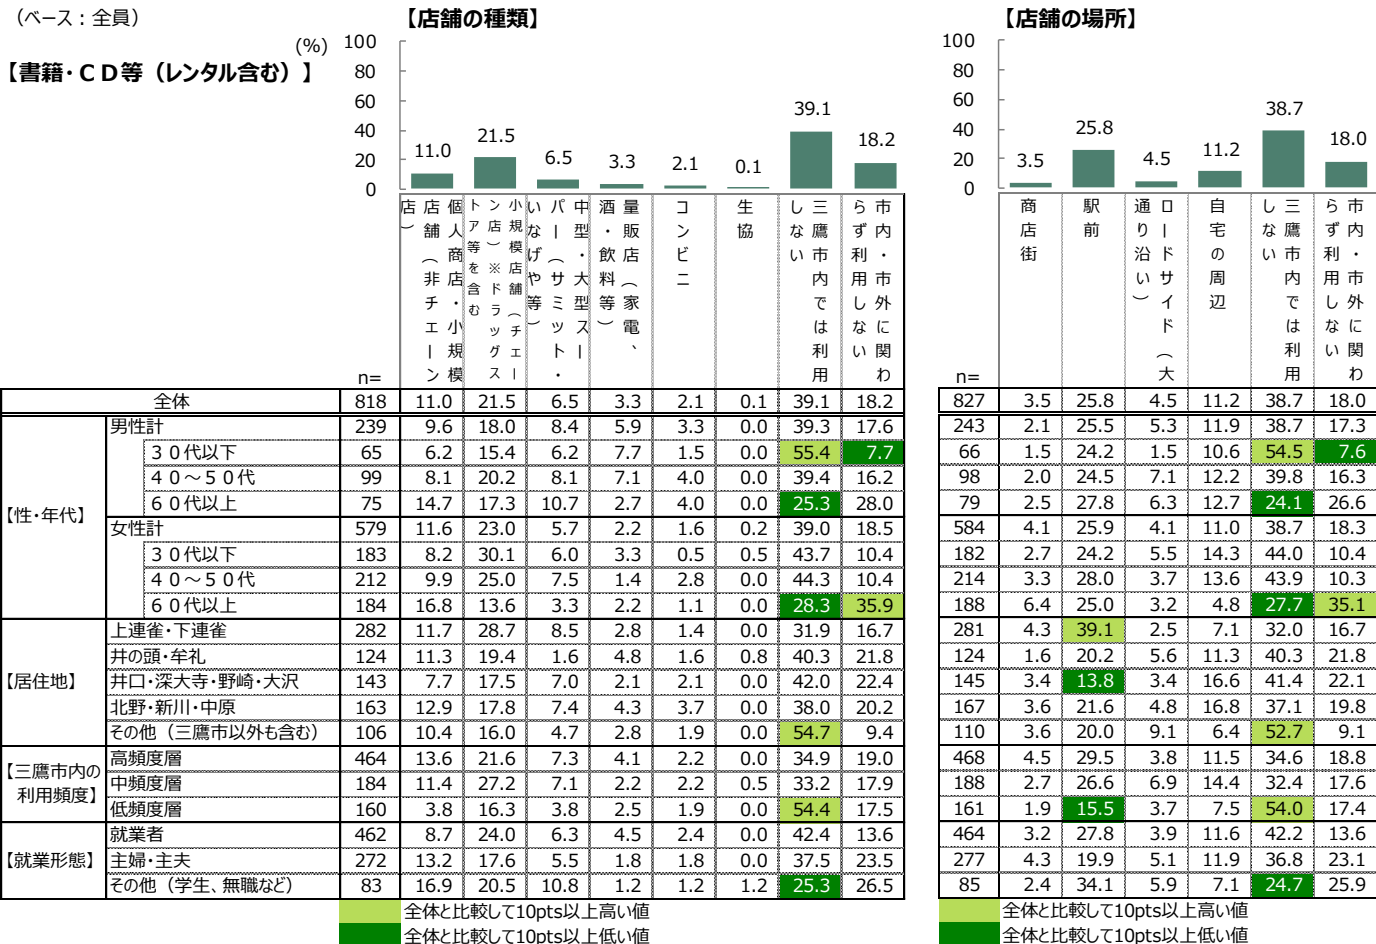 （ベース：全員）
【店舗の種類】
【店舗の場所】
(%)
【書籍・ＣＤ等（レンタル含む）】
100
80
60
40
20
0
11.0
21.5
6.5
3.3
2.1
0.1
39.1
18.2
100
80
60
40
20
0
3.5
25.8
4.5
11.2
38.7
18.0
個人商店・小規模
店舗（非チェーン
店）
小規模店舗（チェー
ン店）※ドラッグス
トア等を含む
中型・大型スー
パー（サミット・
いなげや等）
量販店（家電、
酒・飲料等）
コンビニ
生協
三鷹市内では利用
しない
市内・市外に関わ
らず利用しない
商店街
駅前
ロードサイド（大
通り沿い）
自宅の周辺
三鷹市内では利用
しない
市内・市外に関わ
らず利用しない
n=
n=
全体 818 11.0 21.5 6.5 3.3 2.1 0.1 39.1 18.2 827 3.5 25.8 4.5 11.2 38.7 18.0
【性・年代】
男性計 239 9.6 18.0 8.4 5.9 3.3 0.0 39.3 17.6 243 2.1 25.5 5.3 11.9 38.7 17.3
３０代以下 65 6.2 15.4 6.2 7.7 1.5 0.0 55.4 7.7 66 1.5 24.2 1.5 10.6 54.5 7.6
４０～５０代 99 8.1 20.2 8.1 7.1 4.0 0.0 39.4 16.2 98 2.0 24.5 7.1 12.2 39.8 16.3
６０代以上 75 14.7 17.3 10.7 2.7 4.0 0.0 25.3 28.0 79 2.5 27.8 6.3 12.7 24.1 26.6
女性計 579 11.6 23.0 5.7 2.2 1.6 0.2 39.0 18.5 584 4.1 25.9 4.1 11.0 38.7 18.3
３０代以下 183 8.2 30.1 6.0 3.3 0.5 0.5 43.7 10.4 182 2.7 24.2 5.5 14.3 44.0 10.4
４０～５０代 212 9.9 25.0 7.5 1.4 2.8 0.0 44.3 10.4 214 3.3 28.0 3.7 13.6 43.9 10.3
６０代以上 184 16.8 13.6 3.3 2.2 1.1 0.0 28.3 35.9 188 6.4 25.0 3.2 4.8 27.7 35.1
【居住地】
上連雀・下連雀 282 11.7 28.7 8.5 2.8 1.4 0.0 31.9 16.7 281 4.3 39.1 2.5 7.1 32.0 16.7
井の頭・牟礼 124 11.3 19.4 1.6 4.8 1.6 0.8 40.3 21.8 124 1.6 20.2 5.6 11.3 40.3 21.8
井口・深大寺・野崎・大沢 143 7.7 17.5 7.0 2.1 2.1 0.0 42.0 22.4 145 3.4 13.8 3.4 16.6 41.4 22.1
北野・新川・中原 163 12.9 17.8 7.4 4.3 3.7 0.0 38.0 20.2 167 3.6 21.6 4.8 16.8 37.1 19.8
その他（三鷹市以外も含む） 106 10.4 16.0 4.7 2.8 1.9 0.0 54.7 9.4 110 3.6 20.0 9.1 6.4 52.7 9.1
【三鷹市内の
利用頻度】
高頻度層 464 13.6 21.6 7.3 4.1 2.2 0.0 34.9 19.0 468 4.5 29.5 3.8 11.5 34.6 18.8
中頻度層 184 11.4 27.2 7.1 2.2 2.2 0.5 33.2 17.9 188 2.7 26.6 6.9 14.4 32.4 17.6
低頻度層 160 3.8 16.3 3.8 2.5 1.9 0.0 54.4 17.5 161 1.9 15.5 3.7 7.5 54.0 17.4
【就業形態】
就業者 462 8.7 24.0 6.3 4.5 2.4 0.0 42.4 13.6 464 3.2 27.8 3.9 11.6 42.2 13.6
主婦・主夫 272 13.2 17.6 5.5 1.8 1.8 0.0 37.5 23.5 277 4.3 19.9 5.1 11.9 36.8 23.1
その他（学生、無職など） 83 16.9 20.5 10.8 1.2 1.2 1.2 25.3 26.5 85 2.4 34.1 5.9 7.1 24.7 25.9
全体と比較して10pts以上高い値
全体と比較して10pts以上低い値
全体と比較して10pts以上高い値
全体と比較して10pts以上低い値